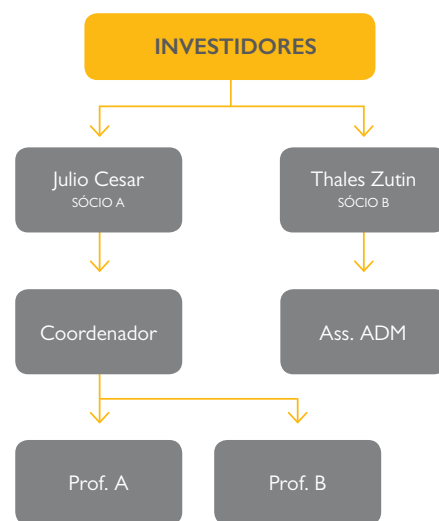 INVESTIDORES
Julio Cesar
SÓCIO A
Thales Zutin
SÓCIO B
Coordenador
Ass. ADM
Prof. A
Prof. B